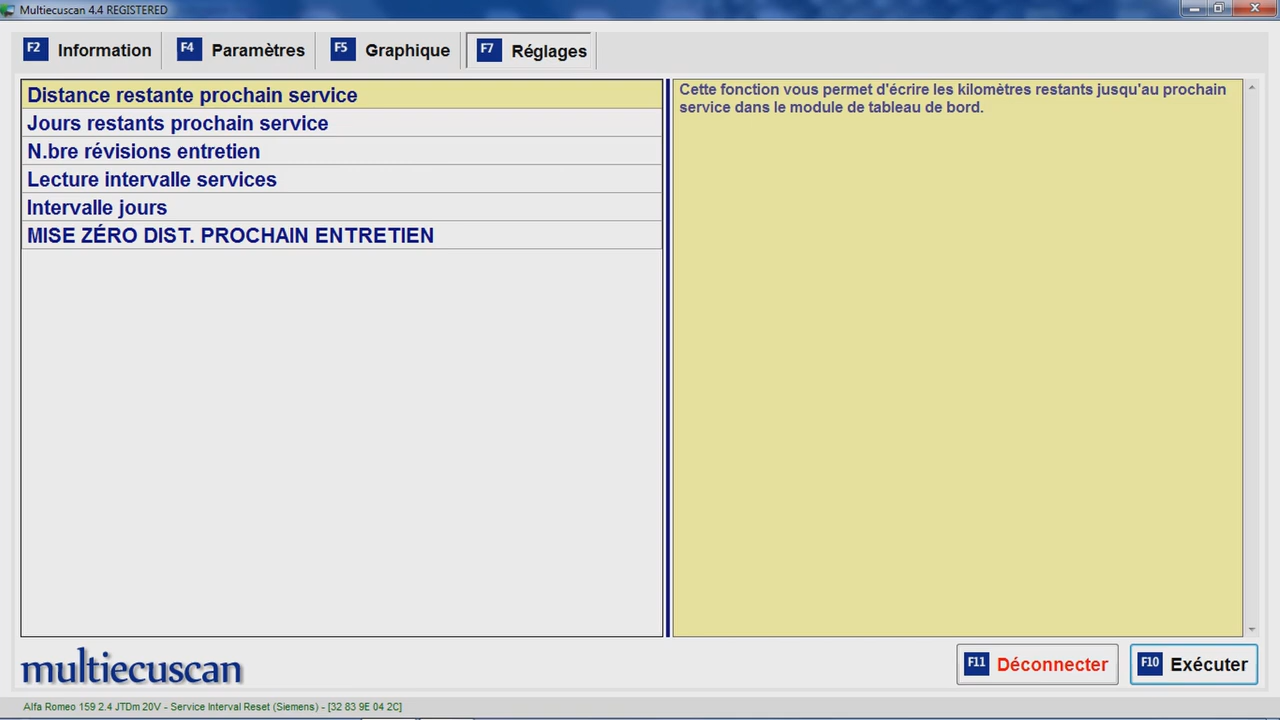 Multiecuscan 4.4 REGISTERED
F2 Information F4 Paramètres F5 Graphique F7 Réglages
Distance restante prochain service
Jours restants prochain service
N.bre révisions entretien
Lecture intervalle services
Intervalle jours
MISE ZÉRO DIST. PROCHAIN ENTRETIEN
Cette fonction vous permet d'écrire les kilomètres restants jusqu'au prochain
service dans le module de tableau de bord.
multiecuscan
F11 Déconnecter F10 Exécuter
Alfa Romeo 159 2.4 JTDm 20V - Service Interval Reset (Siemens) - [32 83 9E 04 2C]